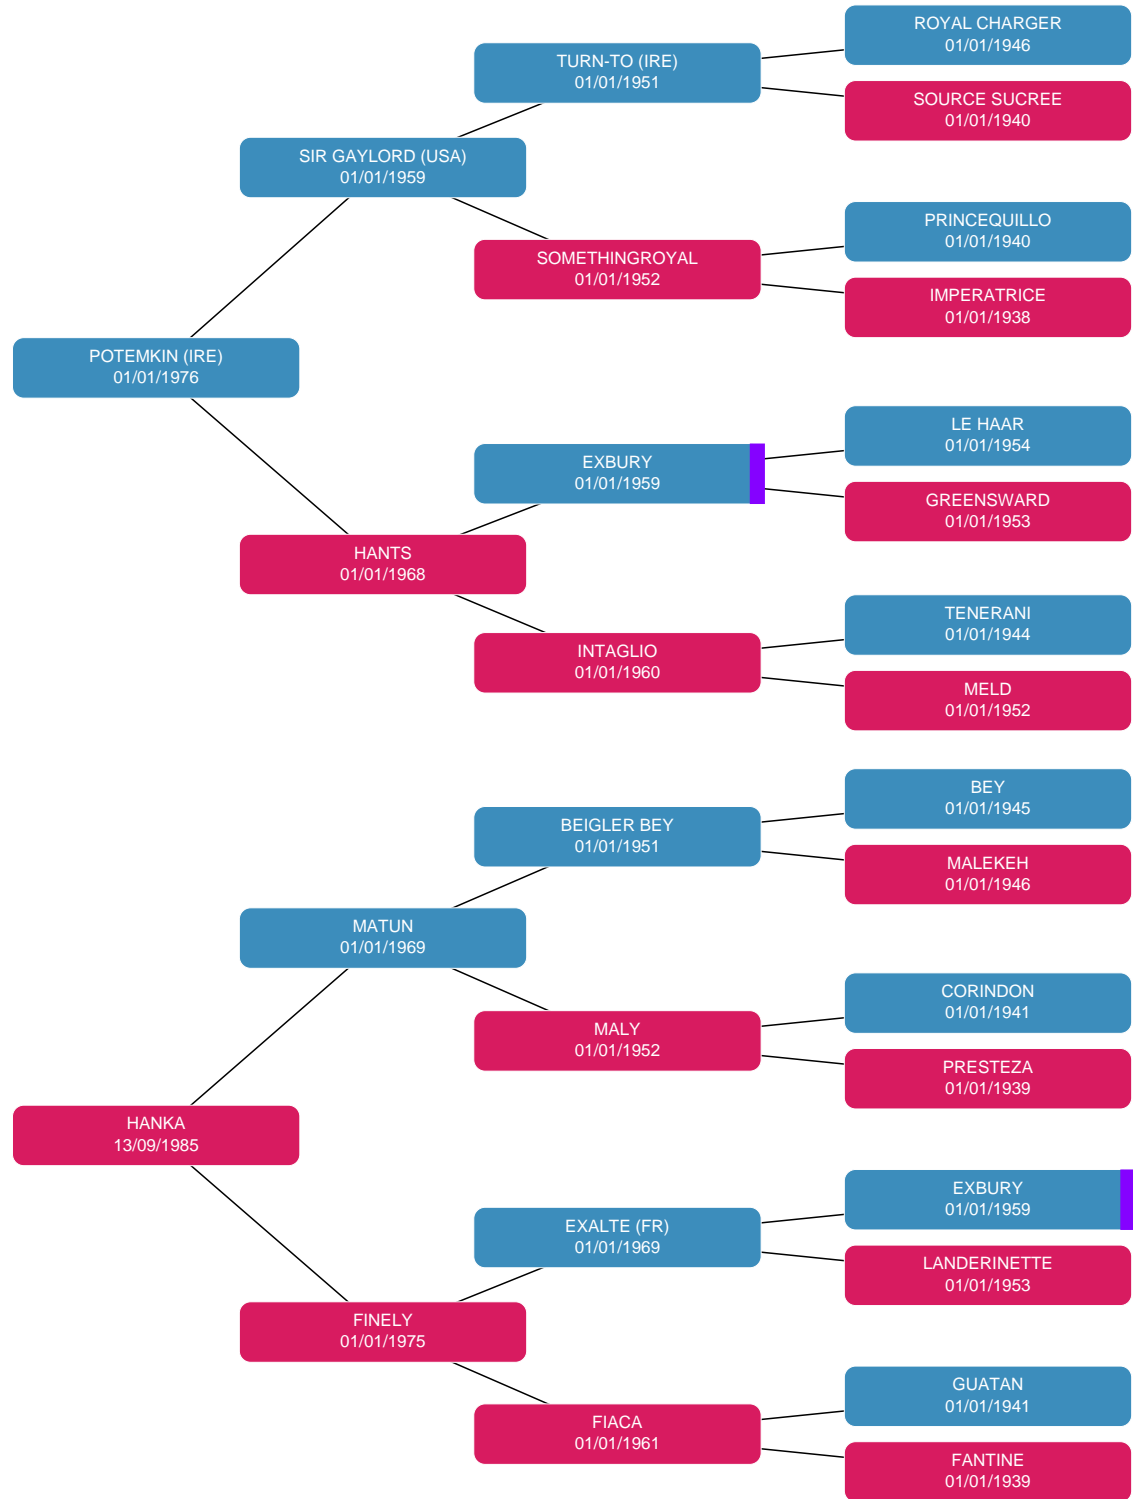 ROYAL CHARGER
01/01/1946
TURN-TO (IRE)
01/01/1951
SOURCE SUCREE
01/01/1940
SIR GAYLORD (USA)
01/01/1959
PRINCEQUILLO
01/01/1940
SOMETHINGROYAL
01/01/1952
IMPERATRICE
01/01/1938
POTEMKIN (IRE)
01/01/1976
LE HAAR
01/01/1954
EXBURY
01/01/1959
GREENSWARD
01/01/1953
HANTS
01/01/1968
TENERANI
01/01/1944
INTAGLIO
01/01/1960
MELD
01/01/1952
BEY
01/01/1945
BEIGLER BEY
01/01/1951
MALEKEH
01/01/1946
MATUN
01/01/1969
CORINDON
01/01/1941
MALY
01/01/1952
PRESTEZA
01/01/1939
HANKA
13/09/1985
EXBURY
01/01/1959
EXALTE (FR)
01/01/1969
LANDERINETTE
01/01/1953
FINELY
01/01/1975
GUATAN
01/01/1941
FIACA
01/01/1961
FANTINE
01/01/1939